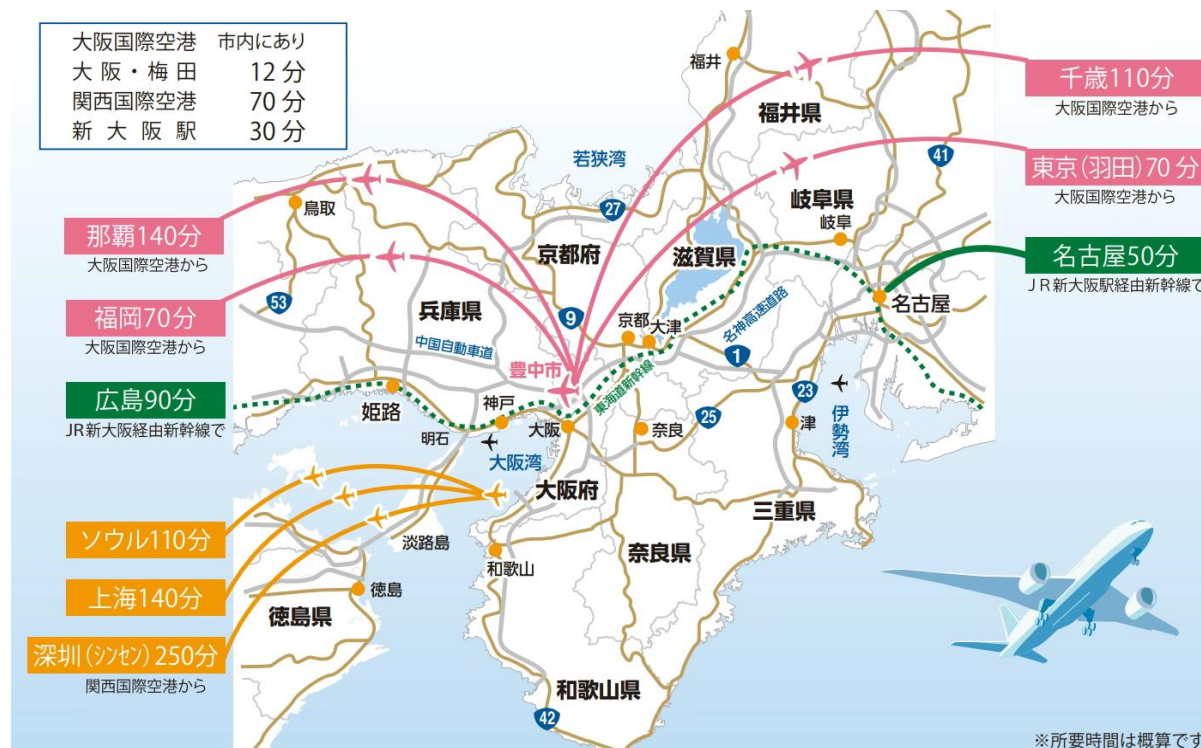 大阪国際空港 市内にあり
大阪・梅田 12分
関西国際空港 70分
新大阪駅 30分
千歳110分
大阪国際空港から
東京(羽田)70分
大阪国際空港から
名古屋50分
JR新大阪駅経由新幹線で
那覇140分
大阪国際空港から
福岡70分
大阪国際空港から
広島90分
JR新大阪経由新幹線で
ソウル110分
上海140分
深圳(シンセン)250分
関西国際空港から
福井
福井県
若狭湾
41
27
鳥取
岐阜県
岐阜
京都府
滋賀県
53
兵庫県
9
京都
大津
名神高速道路
名古屋
中国自動車道
1
豊中市
東海道新幹線
23
姫路
神戸
25
伊勢湾
明石
大阪
奈良
津
大阪湾
大阪府
三重県
淡路島
奈良県
和歌山
徳島
徳島県
和歌山県
42
※所要時間は概算です